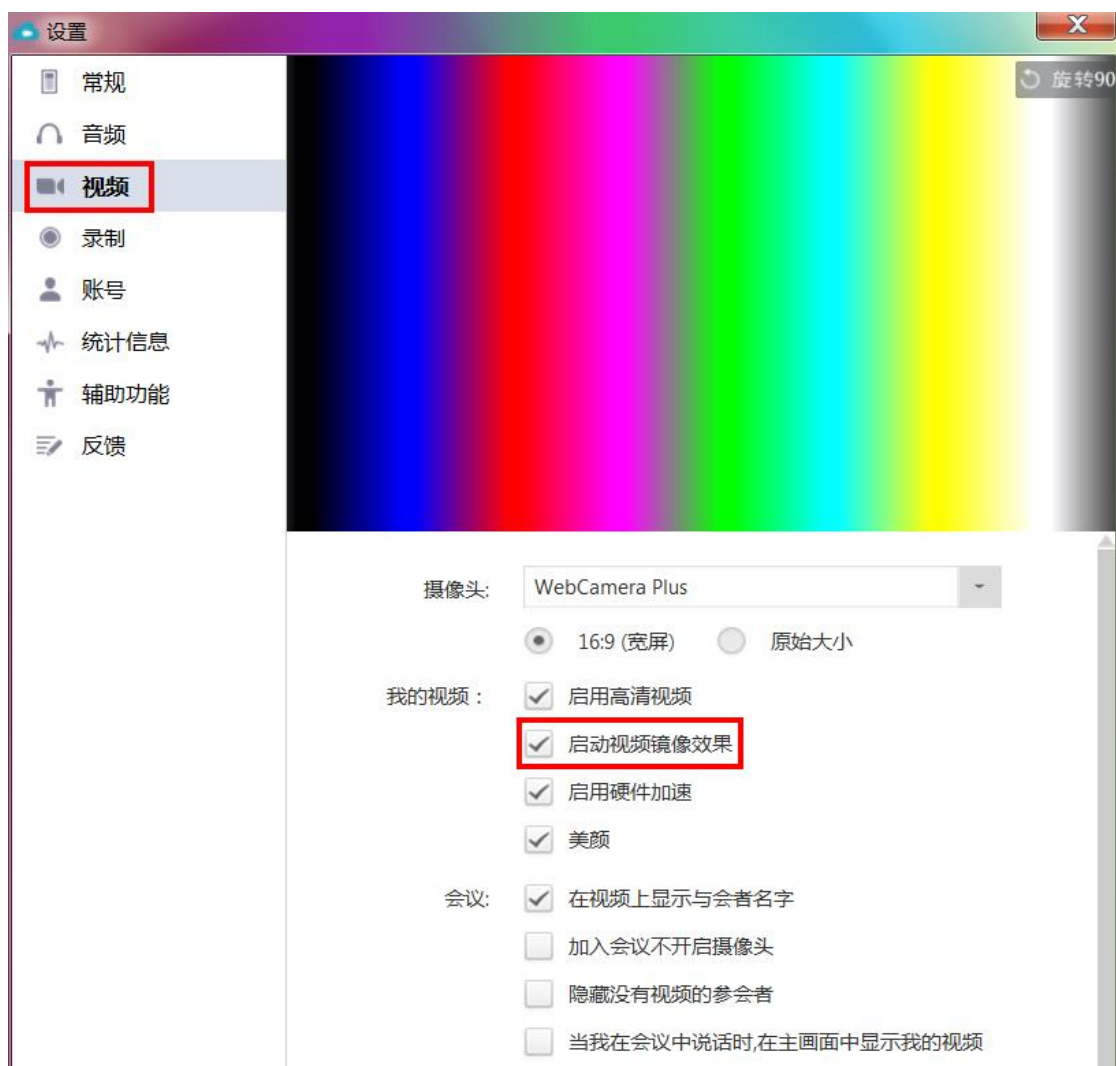 设置
X
常规
旋转90
音频
视频
录制
账号
统计信息
辅助功能
反馈
摄像头: WebCamera Plus
16:9 (宽屏) 原始大小
我的视频： 启用高清视频
启动视频镜像效果
启用硬件加速
美颜
会议: 在视频上显示与会者名字
加入会议不开启摄像头
隐藏没有视频的参会者
当我在会议中说话时,在主画面中显示我的视频